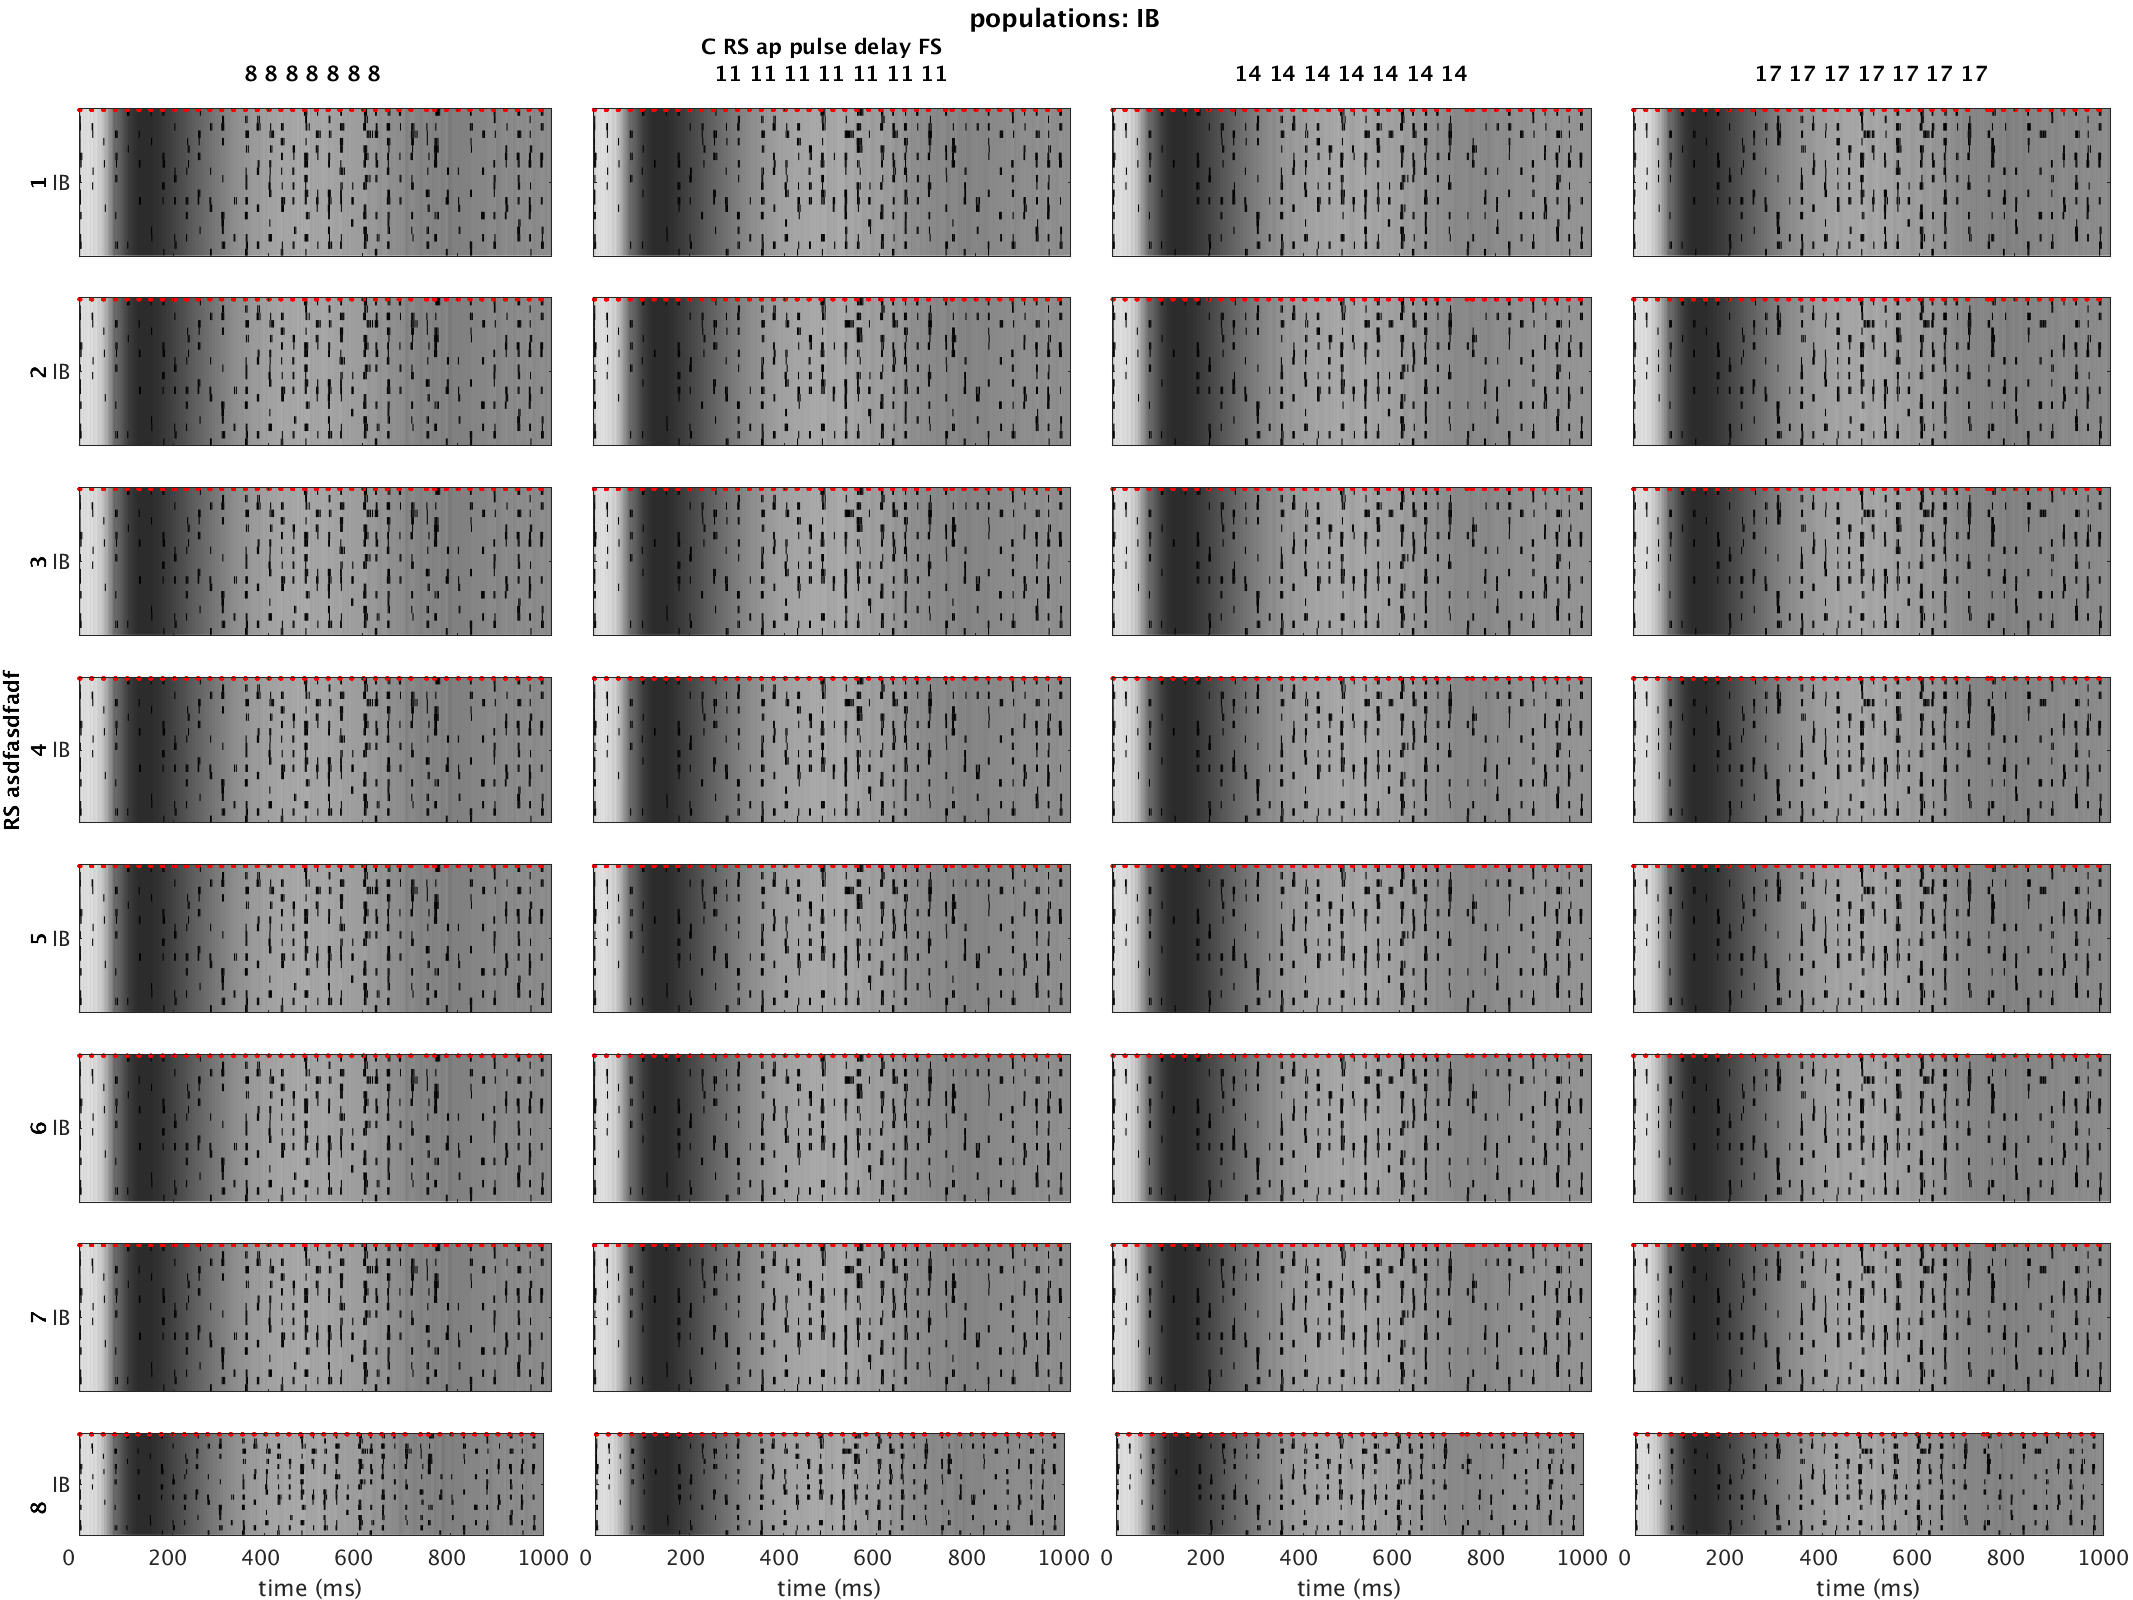 populations: IB
C RS ap pulse delay FS
8 8 8 8 8 8 8
11 11 11 11 11 11 11
14 14 14 14 14 14 14
17 17 17 17 17 17 17
RS asdfasdfadf
1 IB
2 IB
3 IB
4 IB
5 IB
6 IB
7 IB
8 IB
0 200 400 600 800 1000
0 200 400 600 800 1000
0 200 400 600 800 1000
0 200 400 600 800 1000
time (ms)
time (ms)
time (ms)
time (ms)